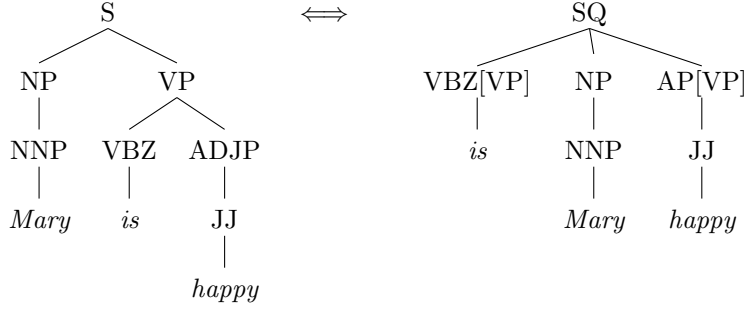 S ⟺ SQ
NP VP VBZ[VP] NP AP[VP]
NNP VBZ ADJP is NNP JJ
Mary is JJ Mary happy
happy